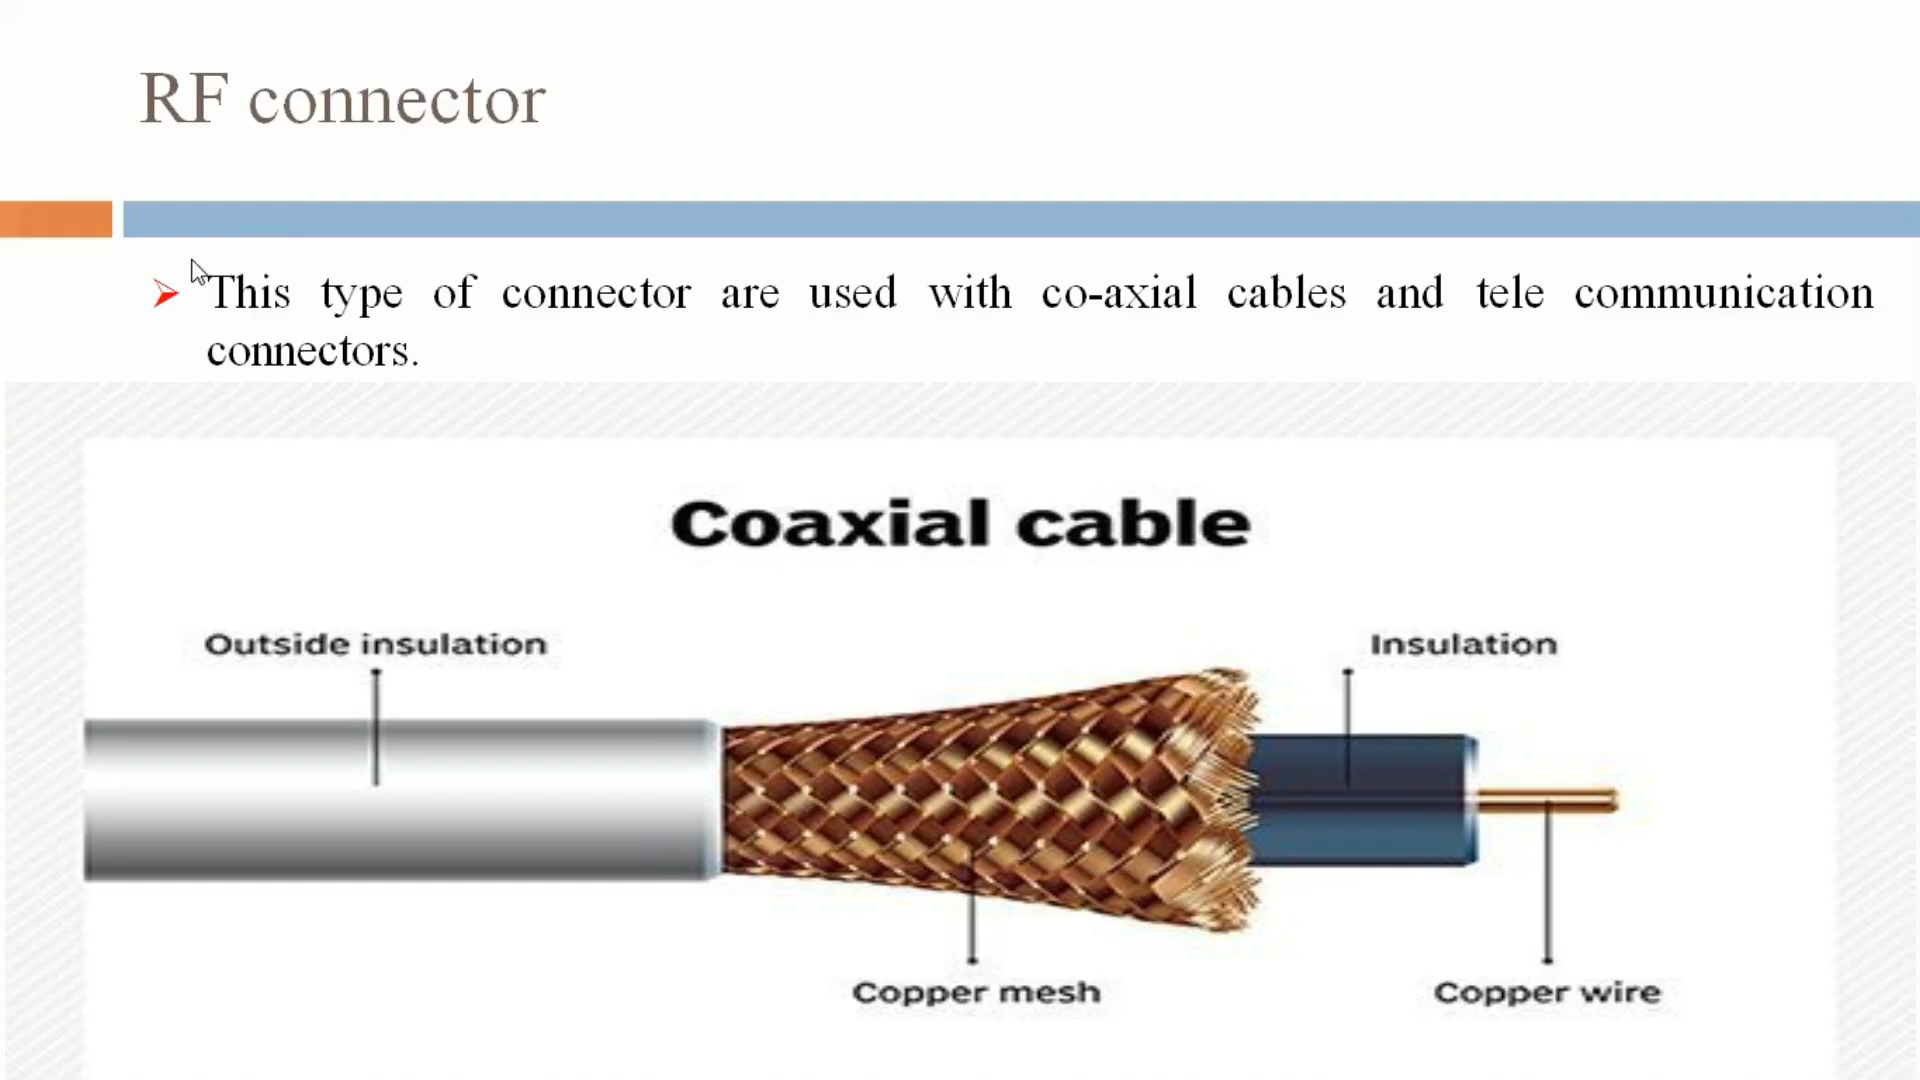 RF connector
This type of connector are used with co-axial cables and tele communication
connectors.
Coaxial cable
Outside insulation
Insulation
Copper mesh
Copper wire